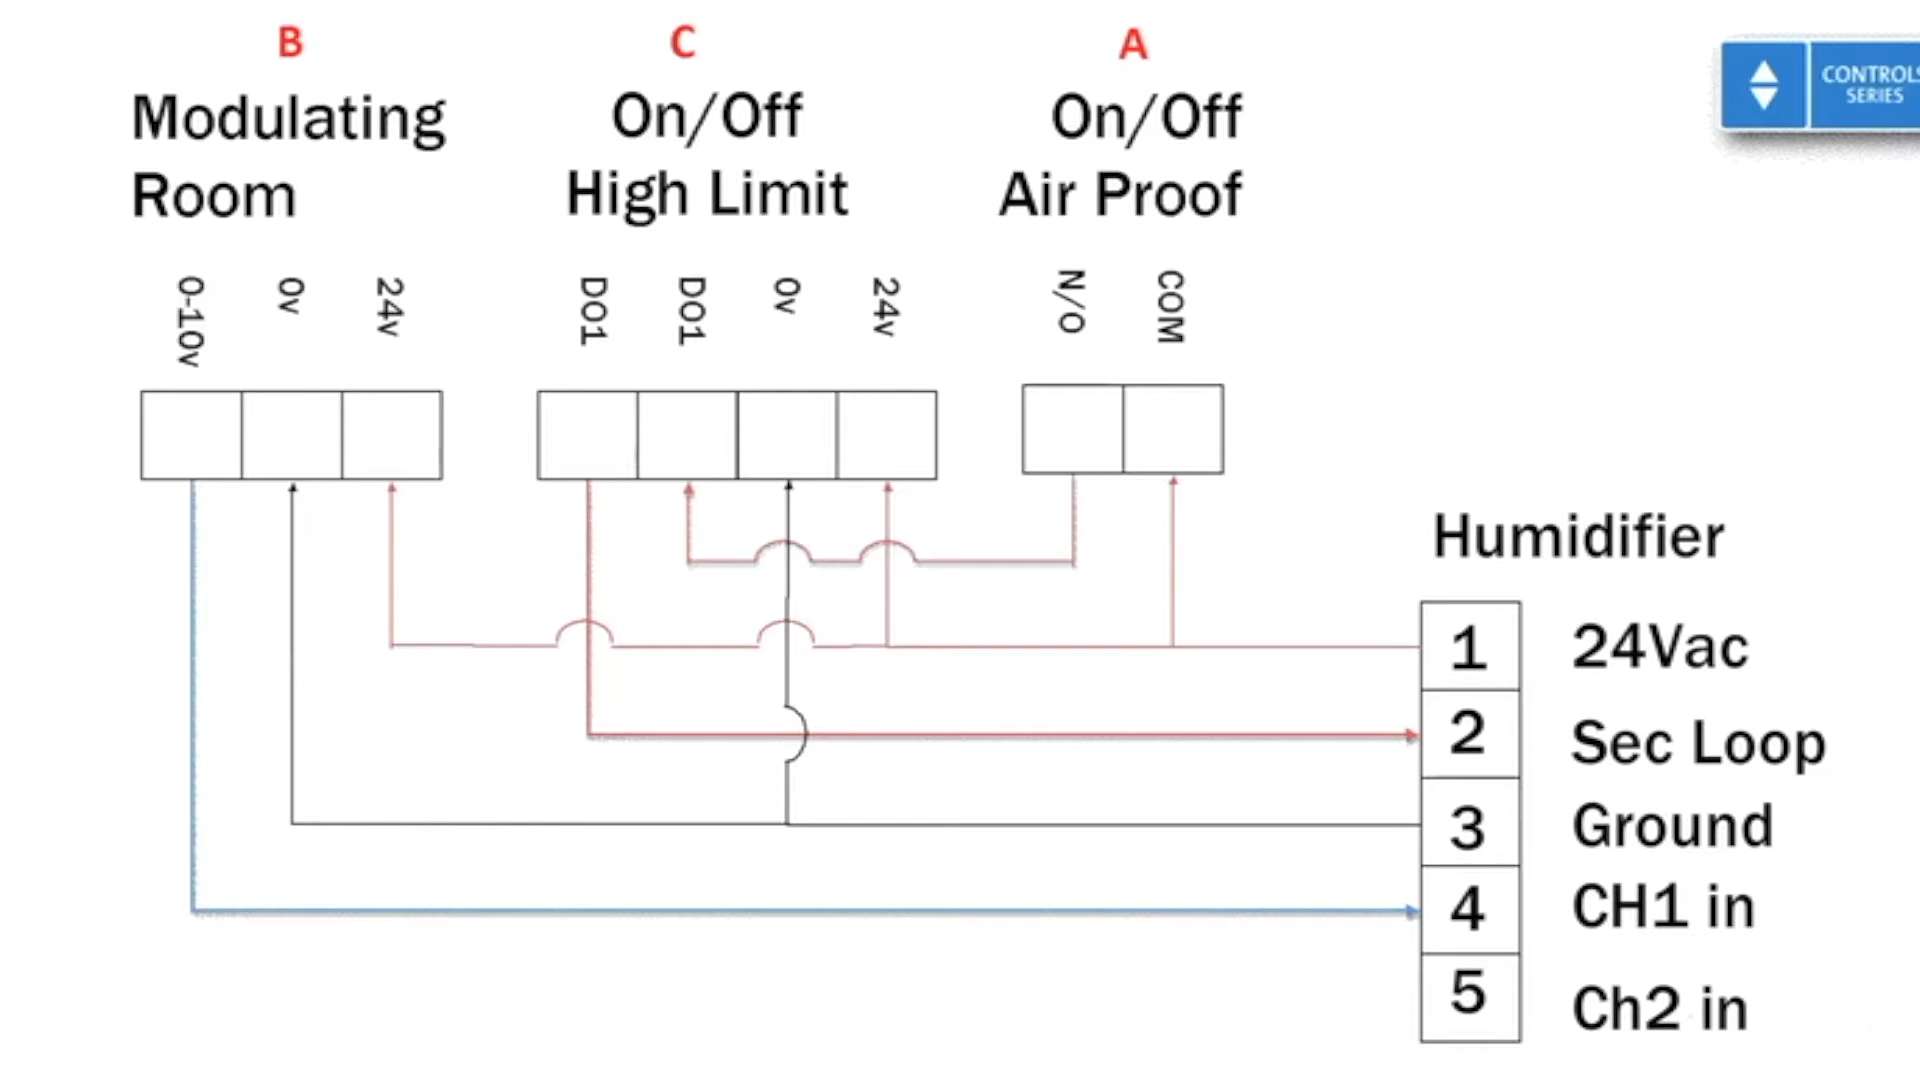 B
Modulating
Room
C
On/Off
High Limit
A
On/Off
Air Proof
CONTROLS
SERIES
0-10v
0v
24v
DO1
DO1
0v
24v
N/O
COM
Humidifier
1 24Vac
2 Sec Loop
3 Ground
4 CH1 in
5 Ch2 in